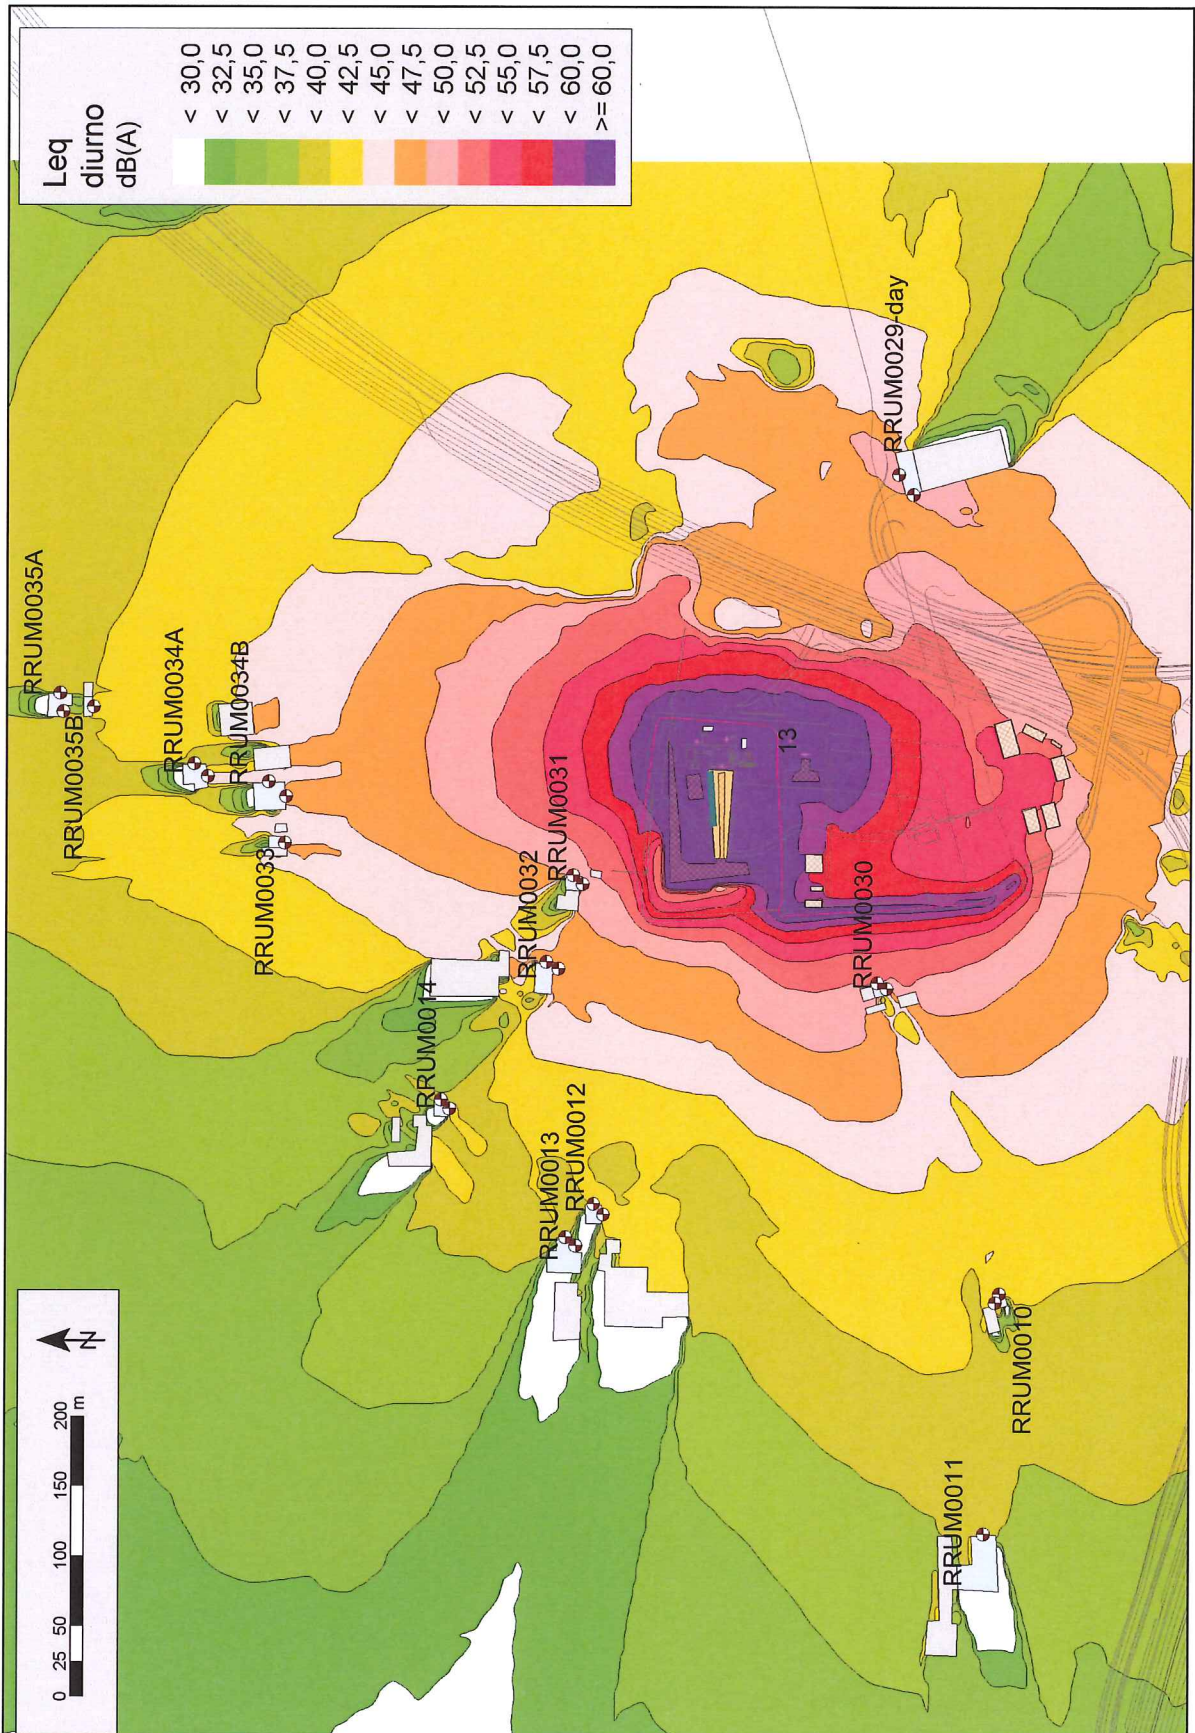 Leq
diurno
dB(A)
< 30,0
< 32,5
< 35,0
< 37,5
< 40,0
< 42,5
< 45,0
< 47,5
< 50,0
< 52,5
< 55,0
< 57,5
< 60,0
>= 60,0
RRUM0035A
RRUM0035B
RRUM0034A
RRUM0034B
RRUM0033
RRUM0032
RRUM0031
RRUM0029-day
13
RRUM0030
RRUM0014
RRUM0013
RRUM0012
RRUM0010
RRUM0011
N
0 25 50 100 150 200
m